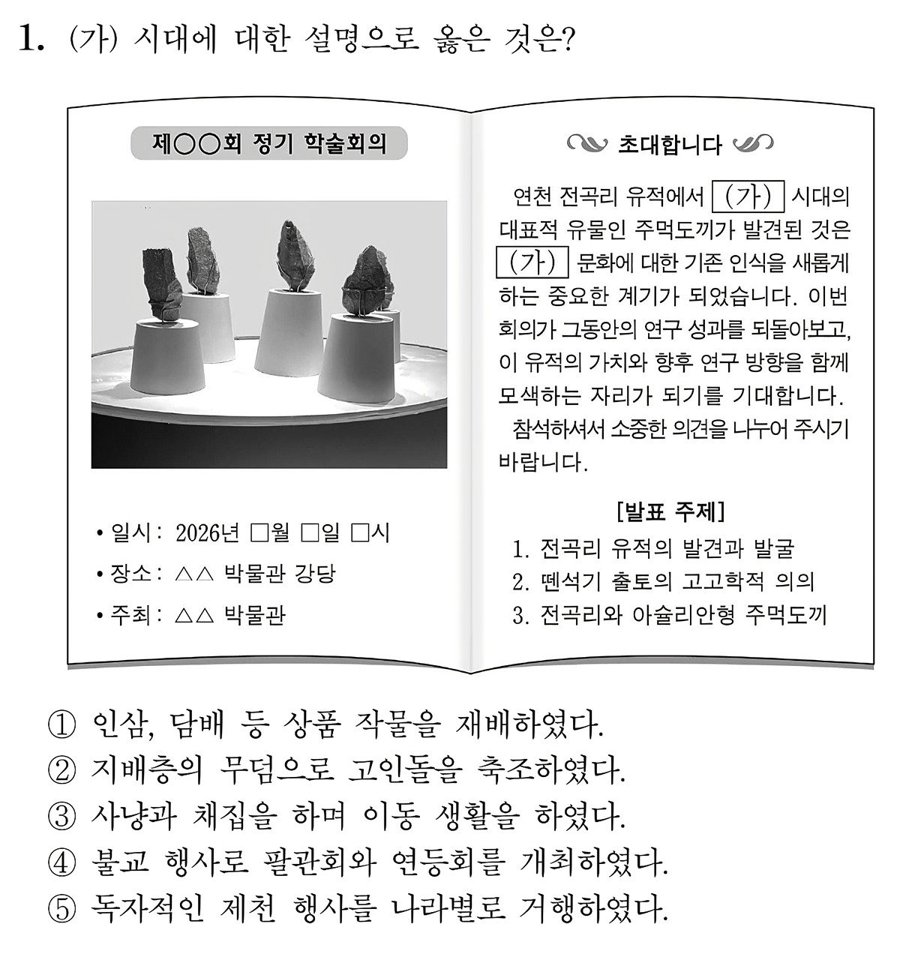 1. (가) 시대에 대한 설명으로 옳은 것은?
제○○회 정기 학술회의
• 일시: 2026년 □월 □일 □시
• 장소: △△ 박물관 강당
• 주최: △△ 박물관
초대합니다
연천 전곡리 유적에서 (가) 시대의
대표적 유물인 주먹도끼가 발견된 것은
(가) 문화에 대한 기존 인식을 새롭게
하는 중요한 계기가 되었습니다. 이번
회의가 그동안의 연구 성과를 되돌아보고,
이 유적의 가치와 향후 연구 방향을 함께
모색하는 자리가 되기를 기대합니다.
참석하셔서 소중한 의견을 나누어 주시기
바랍니다.
[발표 주제]
1. 전곡리 유적의 발견과 발굴
2. 뗀석기 출토의 고고학적 의의
3. 전곡리와 아슐리안형 주먹도끼
① 인삼, 담배 등 상품 작물을 재배하였다.
② 지배층의 무덤으로 고인돌을 축조하였다.
③ 사냥과 채집을 하며 이동 생활을 하였다.
④ 불교 행사로 팔관회와 연등회를 개최하였다.
⑤ 독자적인 제천 행사를 나라별로 거행하였다.